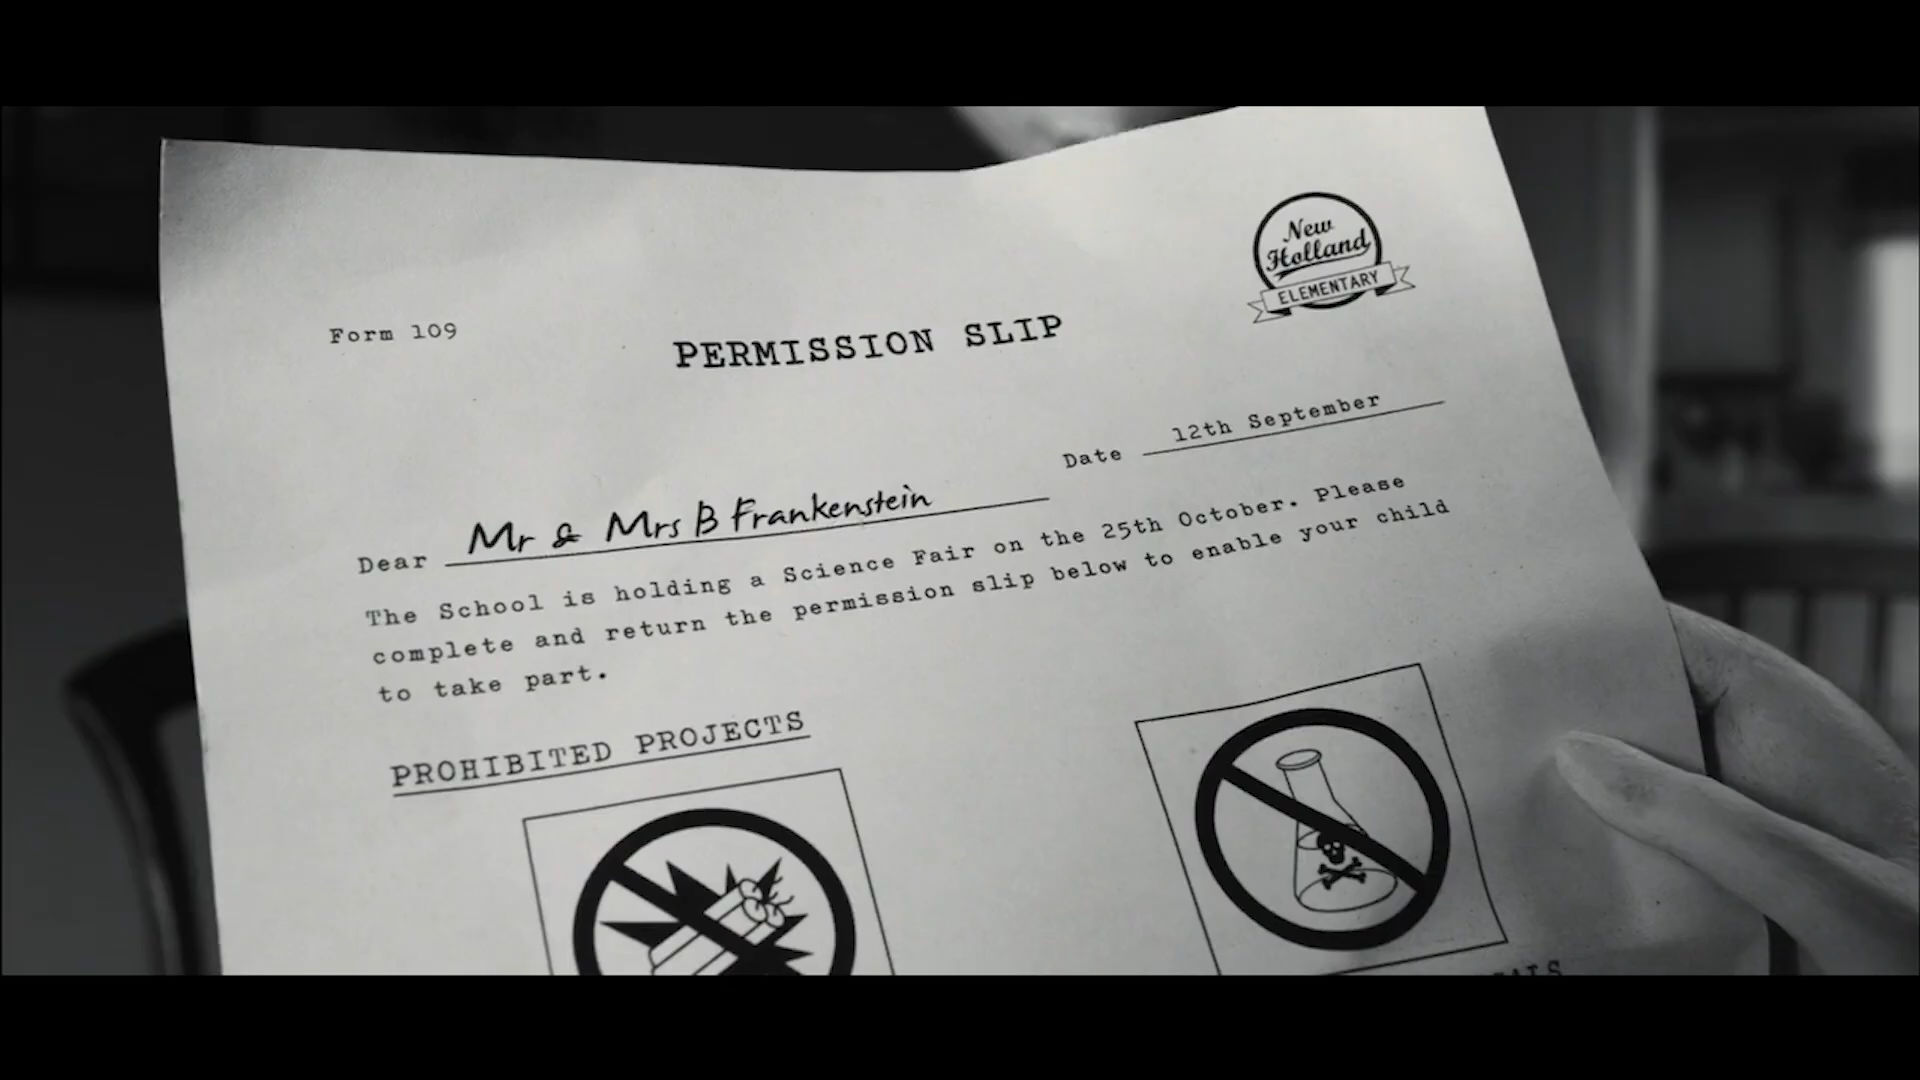 New
Holland
ELEMENTARY
Form 109
PERMISSION SLIP
Date 12th September
Dear Mr & Mrs B Frankenstein
The School is holding a Science Fair on the 25th October. Please
complete and return the permission slip below to enable your child
to take part.
PROHIBITED PROJECTS